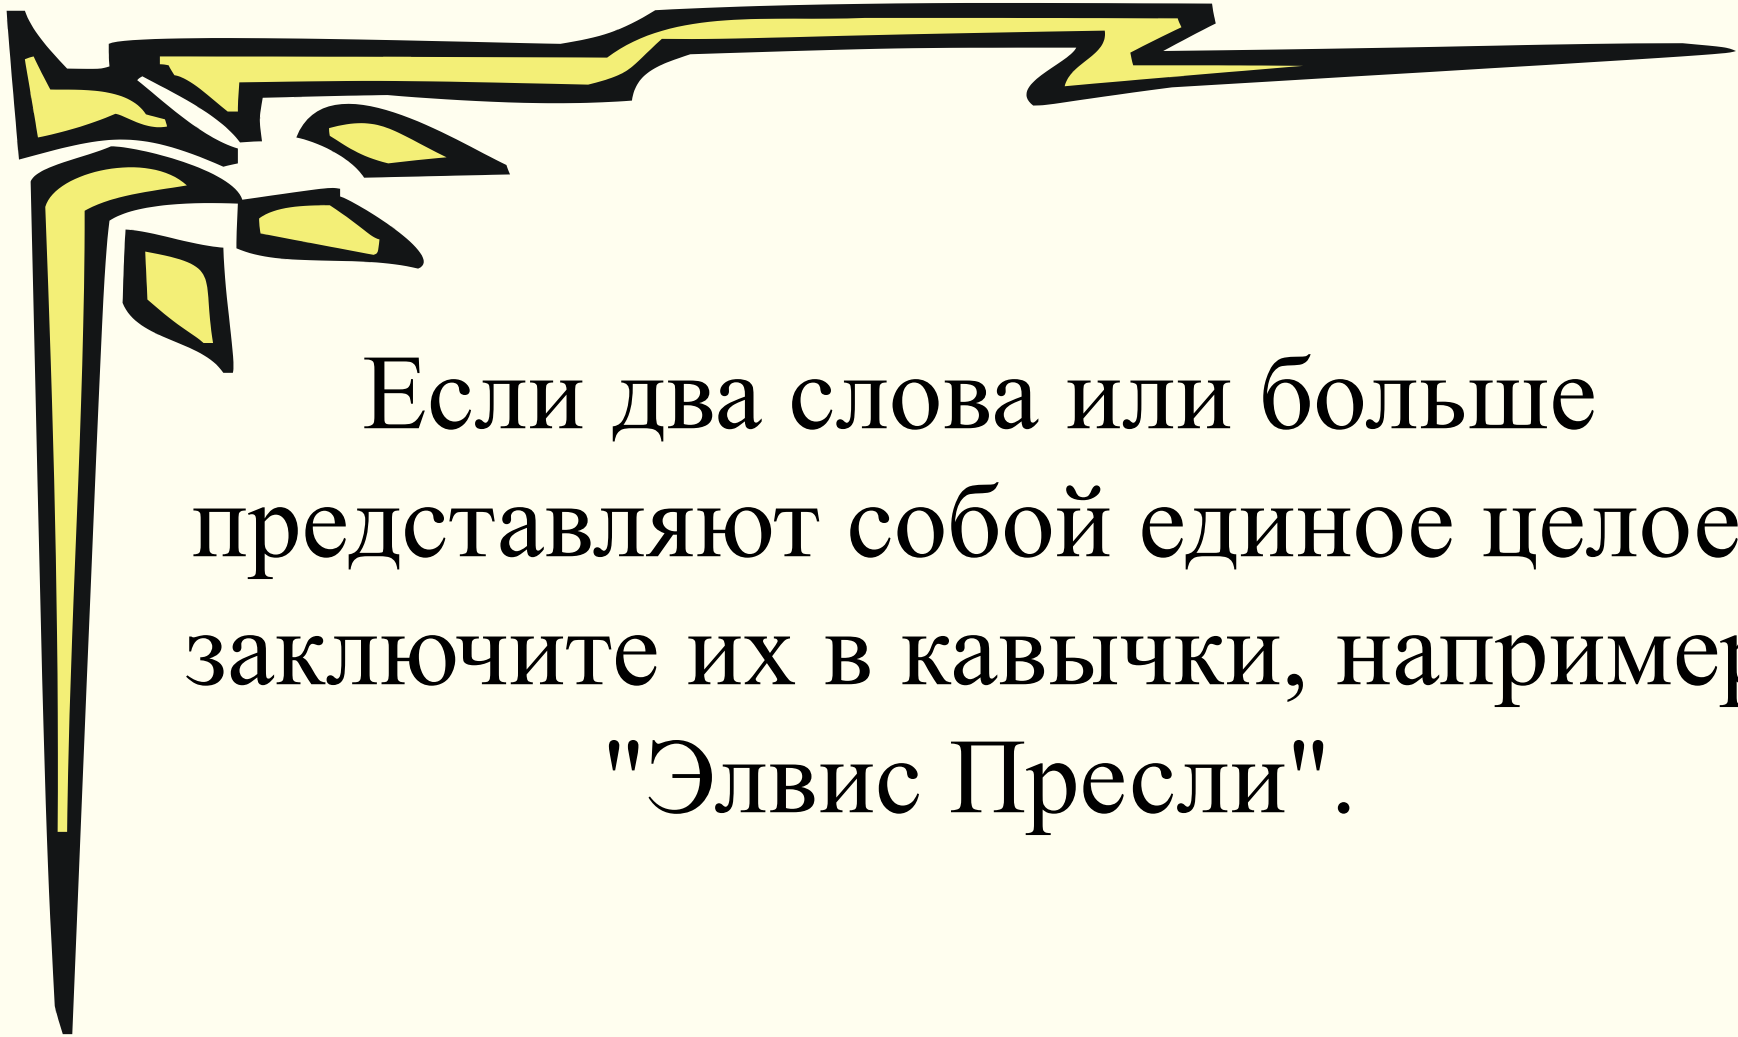 Если два слова или больше
представляют собой единое целое
заключите их в кавычки, например
"Элвис Пресли".